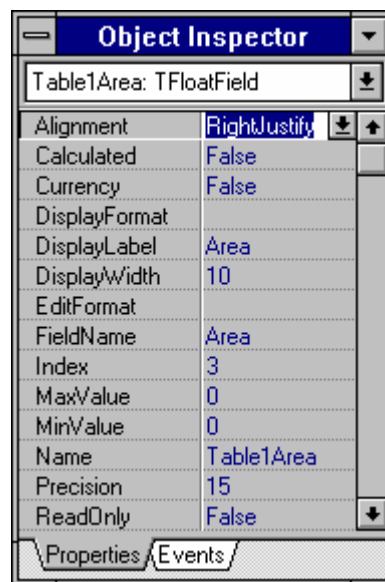 Object Inspector
Table1Area: TFloatField
Alignment RightJustify
Calculated False
Currency False
DisplayFormat
DisplayLabel Area
DisplayWidth 10
EditFormat
FieldName Area
Index 3
MaxValue 0
MinValue 0
Name Table1Area
Precision 15
ReadOnly False
Properties Events